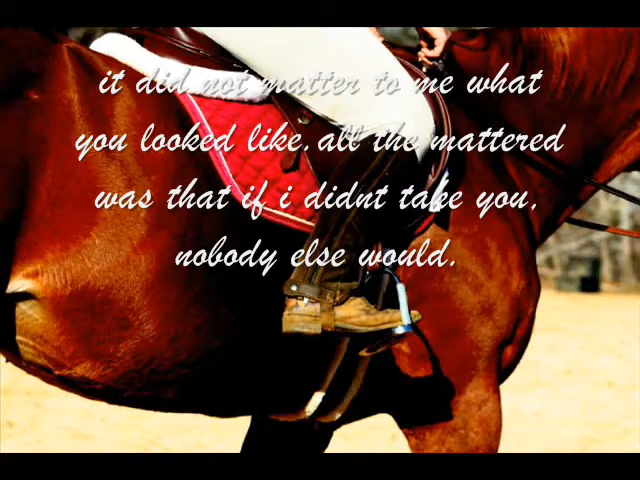 it did not matter to me what
you looked like.all the mattered
was that if i didnt take you,
nobody else would.